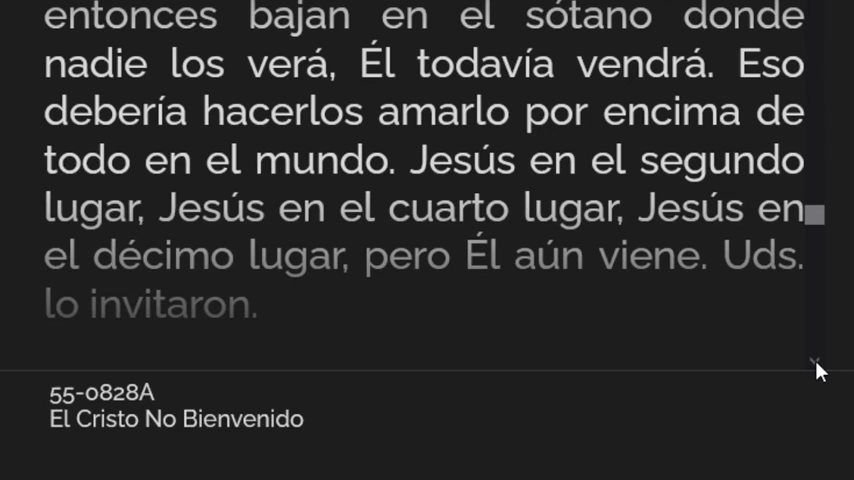 entonces bajan en el sótano donde
nadie los verá, Él todavía vendrá. Eso
debería hacerlos amarlo por encima de
todo en el mundo. Jesús en el segundo
lugar, Jesús en el cuarto lugar, Jesús en
el décimo lugar, pero Él aún viene. Uds.
lo invitaron.
55-0828A
El Cristo No Bienvenido